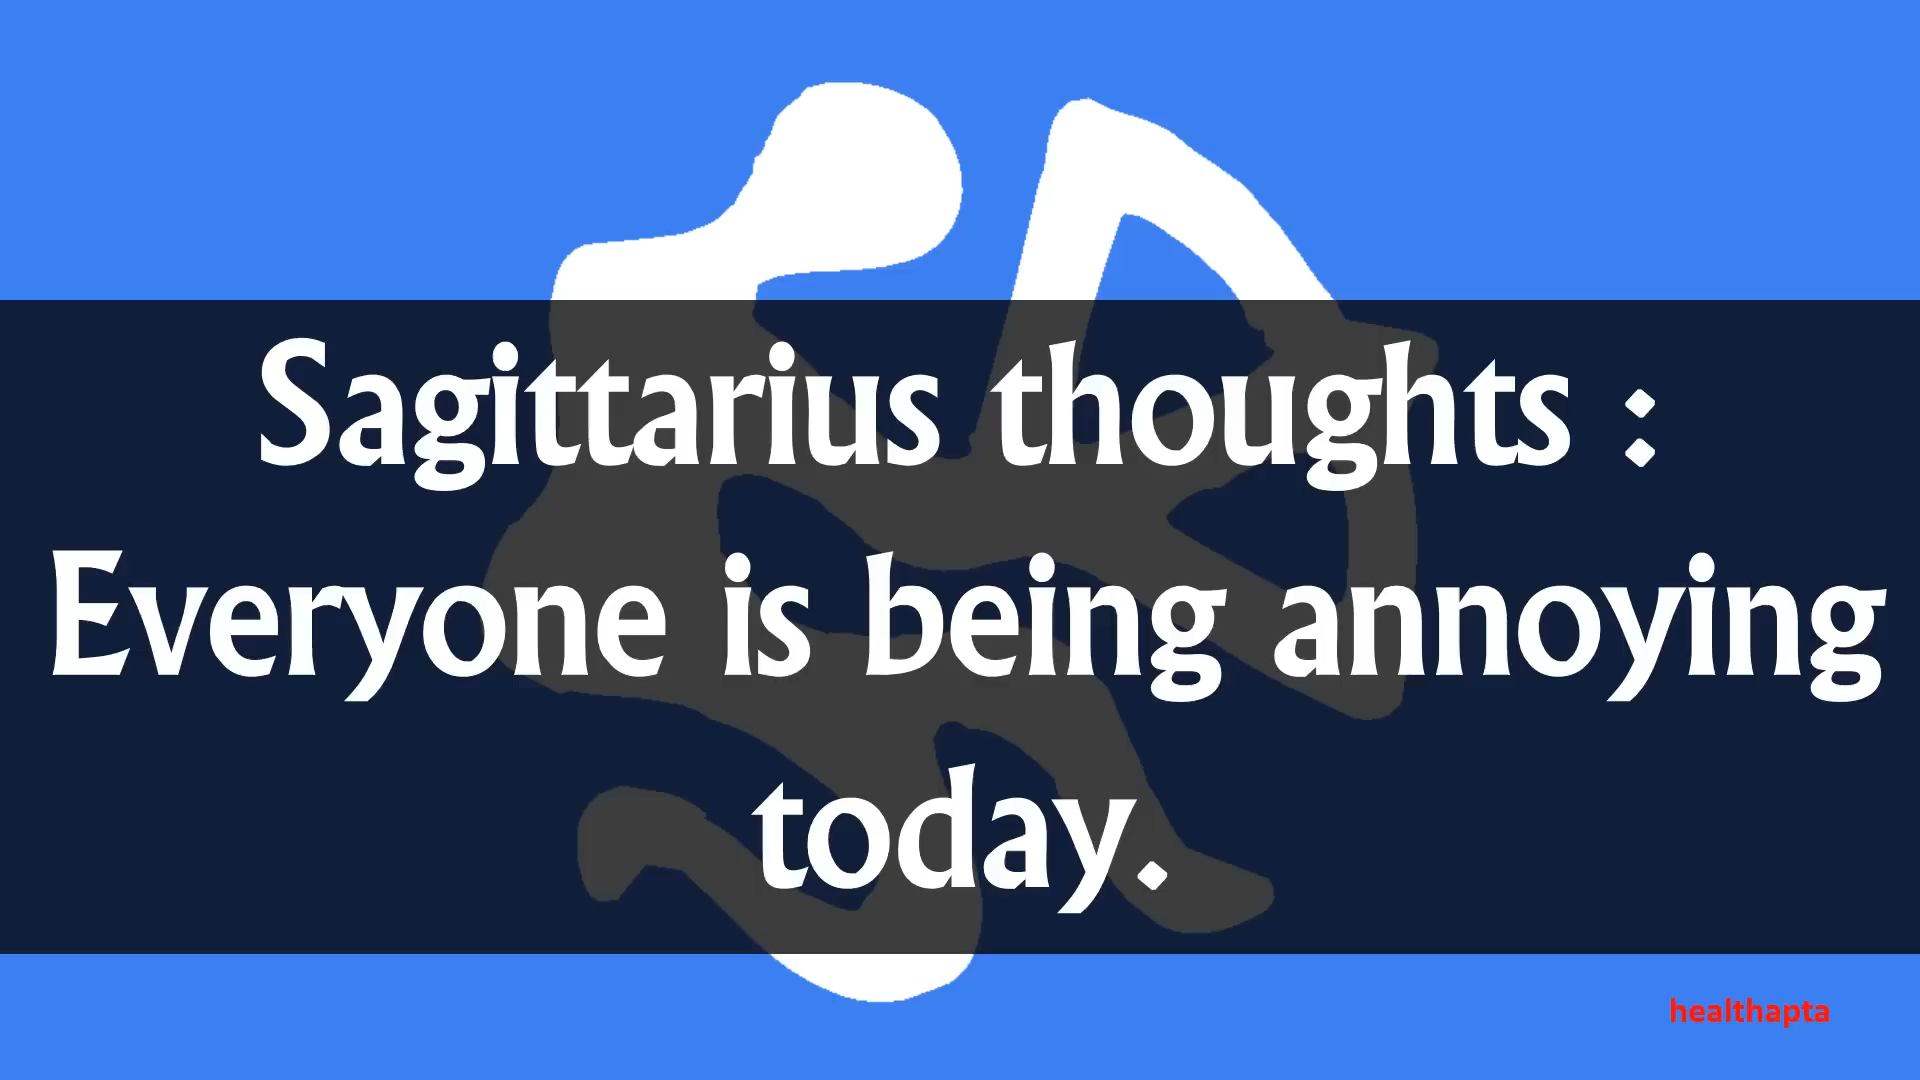 Sagittarius thoughts :
Everyone is being annoying
today.
healthapta